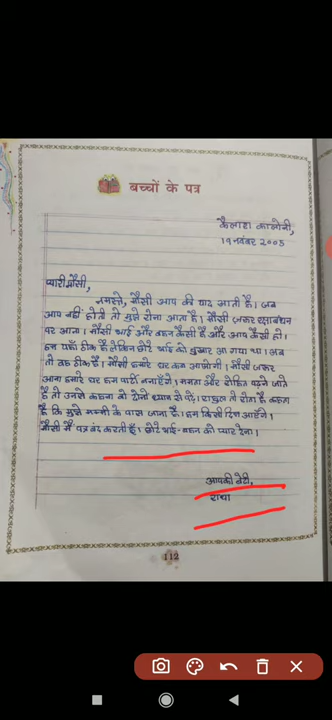 बच्चों के पत्र
कैलाश कालोनी,
19 नवंबर 2005
प्यारी मौसी,
नमस्ते, मौसी आप की याद आती है। जब
आप नहीं होती तो मुझे रोना आता है। मौसी जरूर रक्षाबंधन
पर आना। मौसी भाई और बहन कैसी है और आप कैसी हो।
हम यहाँ ठीक है लेकिन छोटे भाई को बुखार आ गया था। अब
तो वह ठीक है। मौसी हमारे घर कब आओगी। मौसी जरूर
आना हमारे घर हम पार्टी मनाएँगे। ममता और रोहित पढ़ने जाते
है तो उनसे कहना की दोनों ध्यान से पढ़े। राहुल तो रोता है कहता
है कि मुझे मम्मी के पास जाना है। हम किसी दिन आएँगे।
मौसी मैं पत्र बंद करती हूँ। छोटे भाई-बहन को प्यार देना।
आपकी बेटी,
राधा
112